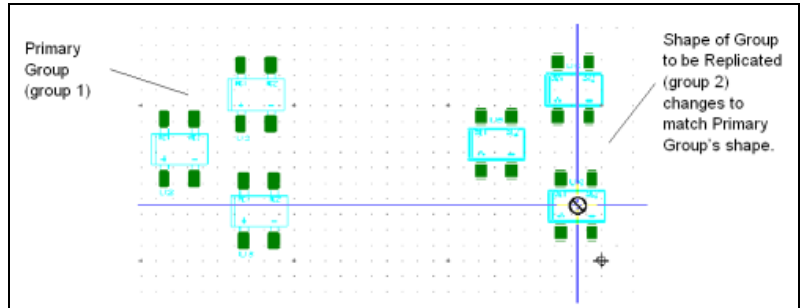 Primary
Group
(group 1)
Shape of Group
to be Replicated
(group 2)
changes to
match Primary
Group's shape.